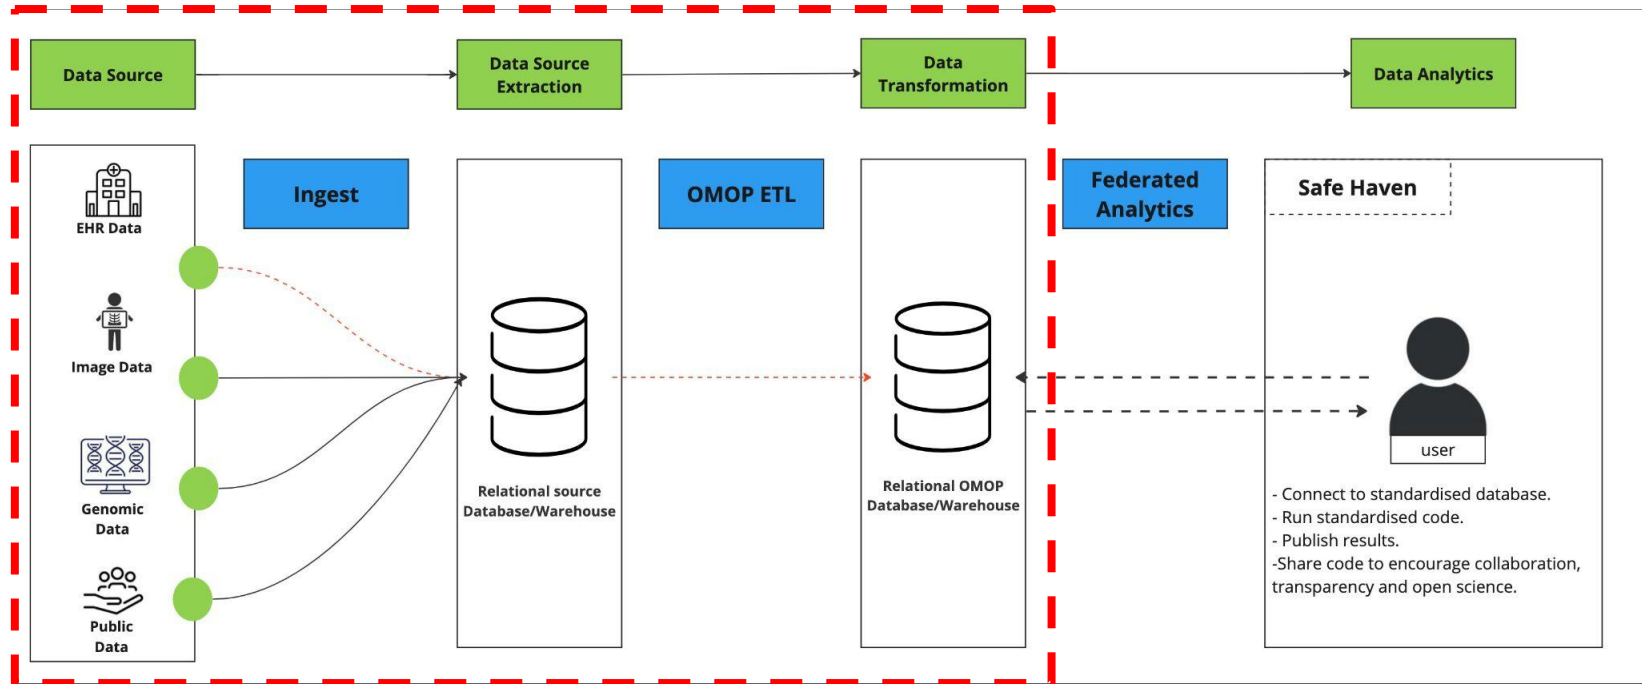 Data Source
Data Source
Extraction
Data
Transformation
Data Analytics
EHR Data
Image Data
Genomic
Data
Public
Data
Ingest
Relational source
Database/Warehouse
OMOP ETL
Relational OMOP
Database/Warehouse
Federated
Analytics
Safe Haven
user
- Connect to standardised database.
- Run standardised code.
- Publish results.
-Share code to encourage collaboration,
transparency and open science.